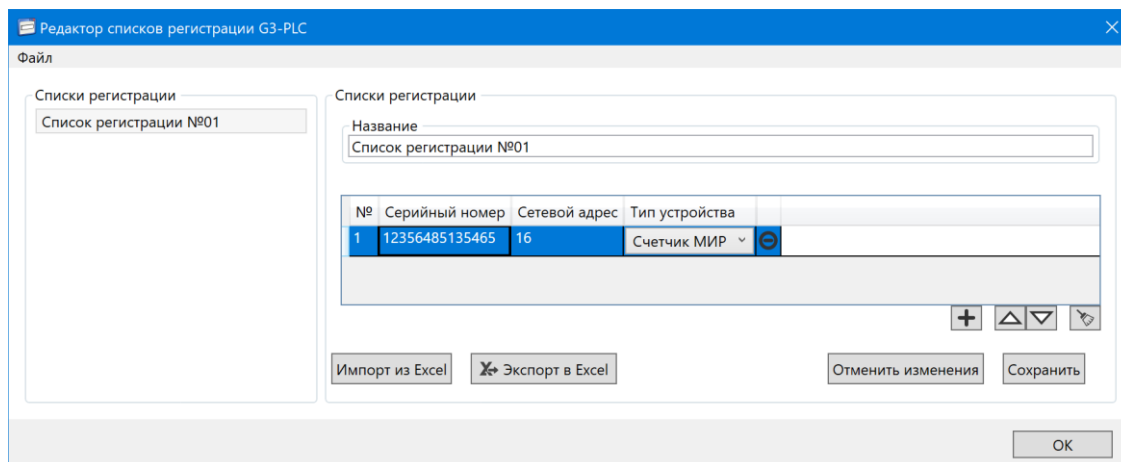 Редактор списков регистрации G3-PLC
Файл
Списки регистрации
Список регистрации №01
Списки регистрации
Название
Список регистрации №01
№ Серийный номер Сетевой адрес Тип устройства
1 12356485135465 16 Счетчик МИР
Импорт из Excel Экспорт в Excel Отменить изменения Сохранить
ОК